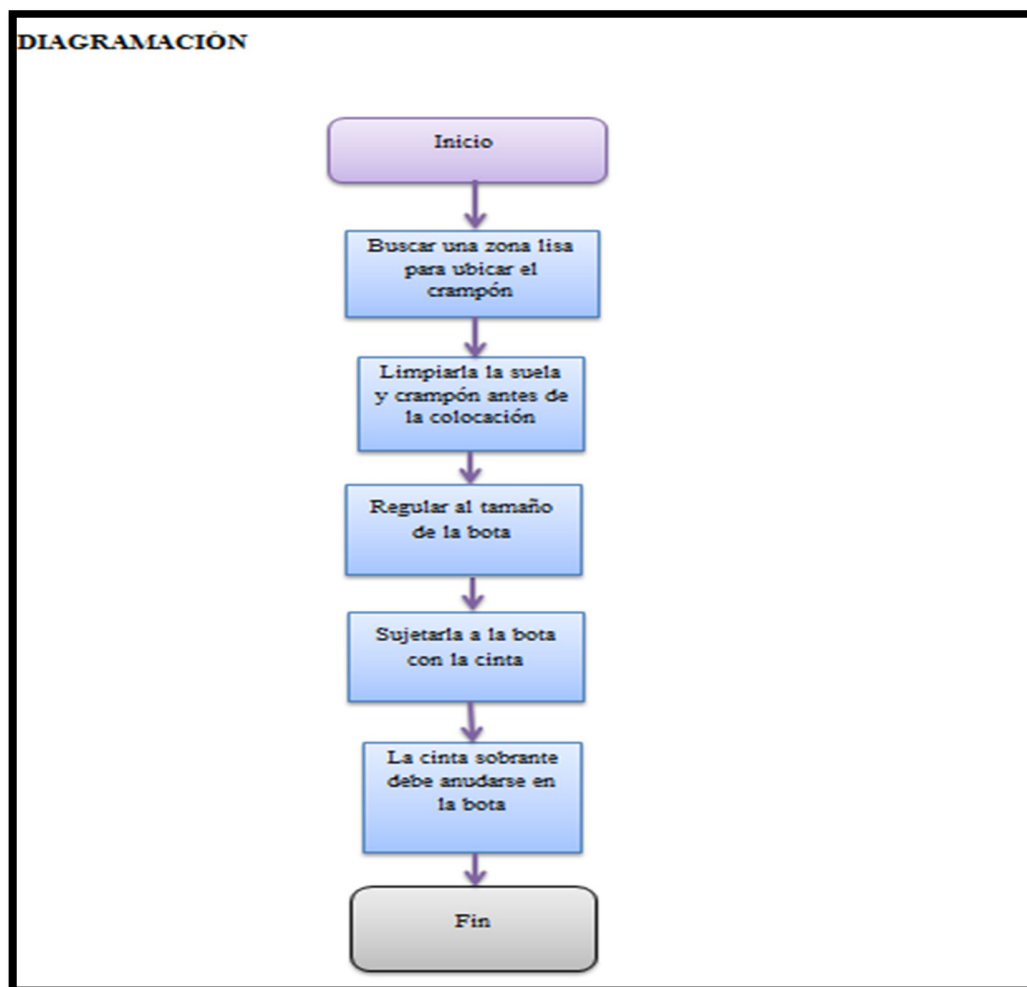 DIAGRAMACIÓN
Inicio
Buscar una zona lisa
para ubicar el
crampón
Limpiarla la suela
y crampón antes de
la colocación
Regular al tamaño
de la bota
Sujetarla a la bota
con la cinta
La cinta sobrante
debe anudarse en
la bota
Fin